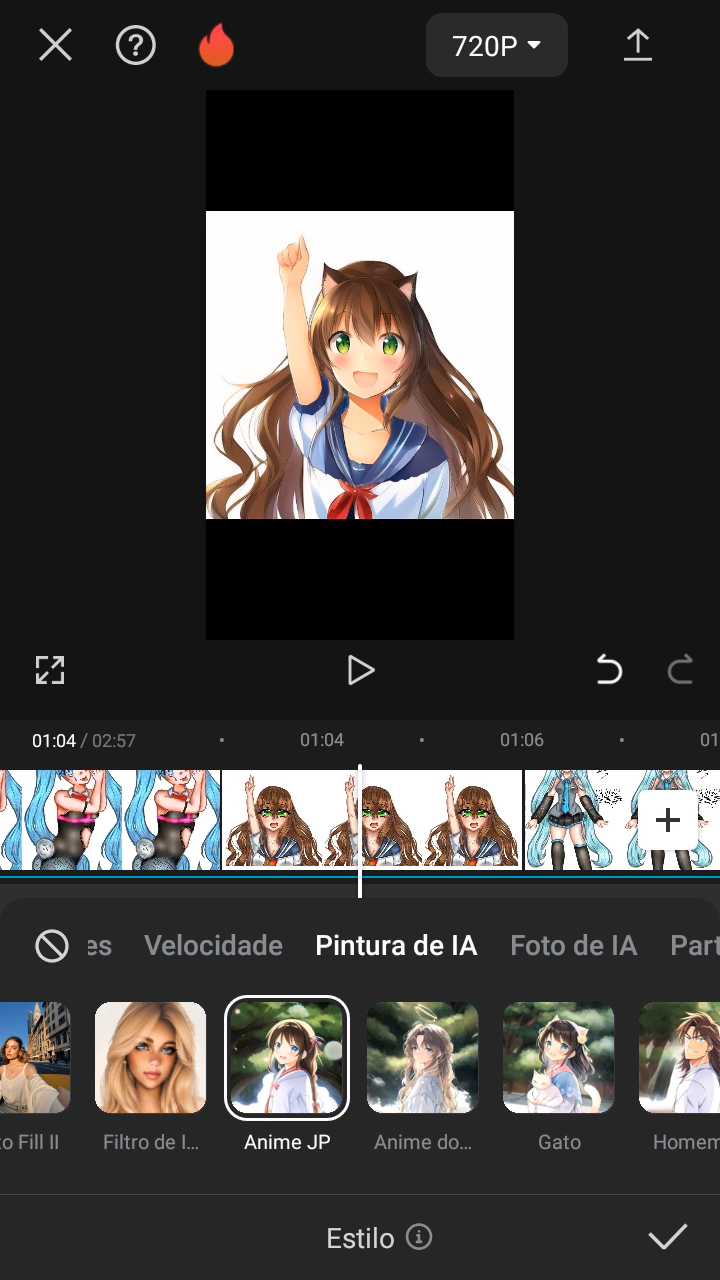 720P
01:04 / 02:57
01:04
01:06
01
es
Velocidade
Pintura de IA
Foto de IA
Part
to Fill II
Filtro de I...
Anime JP
Anime do...
Gato
Homem
Estilo